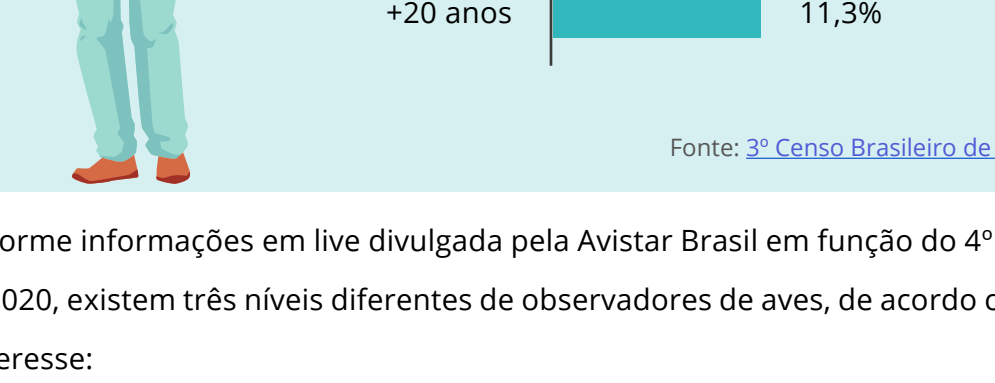 +20 anos 11,3%
Fonte: 3º Censo Brasileiro de
orme informações em live divulgada pela Avistar Brasil em função do 4º
020, existem três níveis diferentes de observadores de aves, de acordo c
eresse: